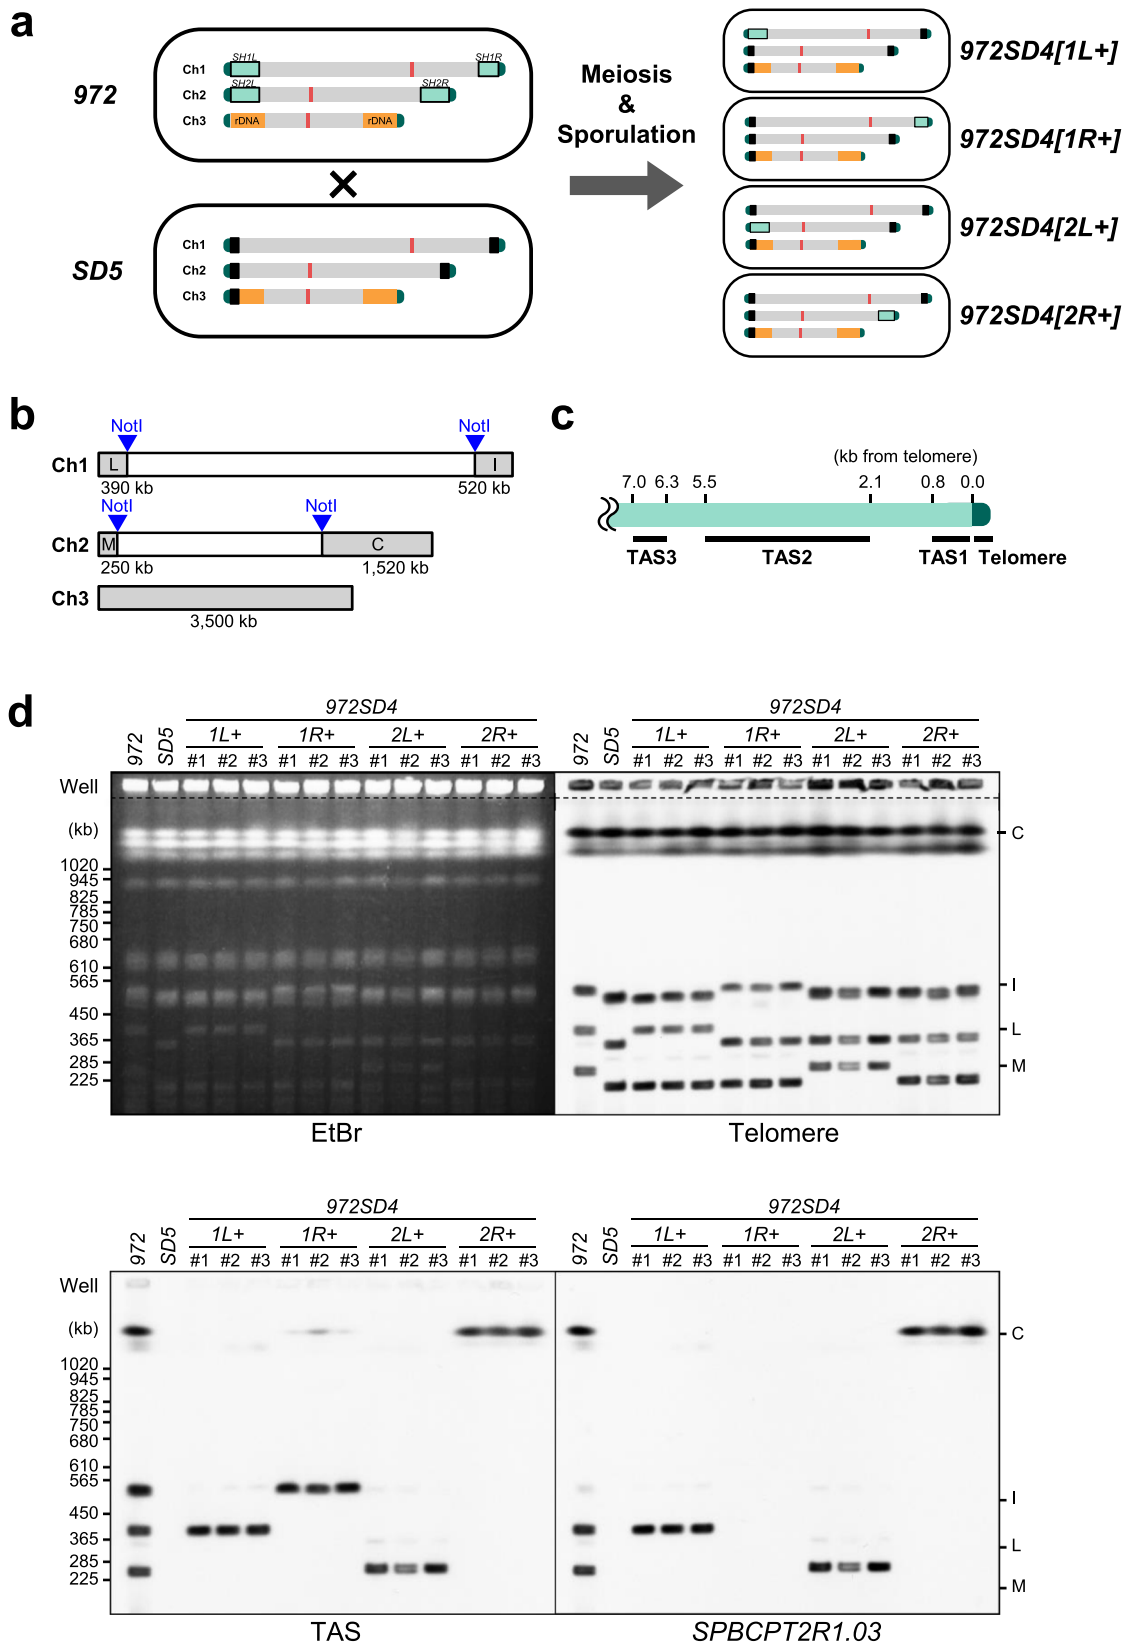 a
972
Ch1
SH1L
SH1R
Ch2
SH2L
SH2R
Ch3
rDNA
rDNA
SD5
Ch1
Ch2
Ch3
Meiosis
&
Sporulation
972SD4[1L+]
972SD4[1R+]
972SD4[2L+]
972SD4[2R+]
b
NotI
NotI
Ch1
L
I
390 kb
520 kb
NotI
NotI
Ch2
M
C
250 kb
1,520 kb
Ch3
3,500 kb
c
(kb from telomere)
7.0 6.3 5.5 2.1 0.8 0.0
TAS3 TAS2 TAS1 Telomere
d
972SD4
972 SD5 1L+ 1R+ 2L+ 2R+
#1 #2 #3 #1 #2 #3 #1 #2 #3 #1 #2 #3
Well
(kb)
1020
945
825
785
750
680
610
565
450
365
285
225
EtBr
972SD4
972 SD5 1L+ 1R+ 2L+ 2R+
#1 #2 #3 #1 #2 #3 #1 #2 #3 #1 #2 #3
C
I
L
M
Telomere
972SD4
972 SD5 1L+ 1R+ 2L+ 2R+
#1 #2 #3 #1 #2 #3 #1 #2 #3 #1 #2 #3
Well
(kb)
1020
945
825
785
750
680
610
565
450
365
285
225
TAS
972SD4
972 SD5 1L+ 1R+ 2L+ 2R+
#1 #2 #3 #1 #2 #3 #1 #2 #3 #1 #2 #3
C
I
L
M
SPBCPT2R1.03